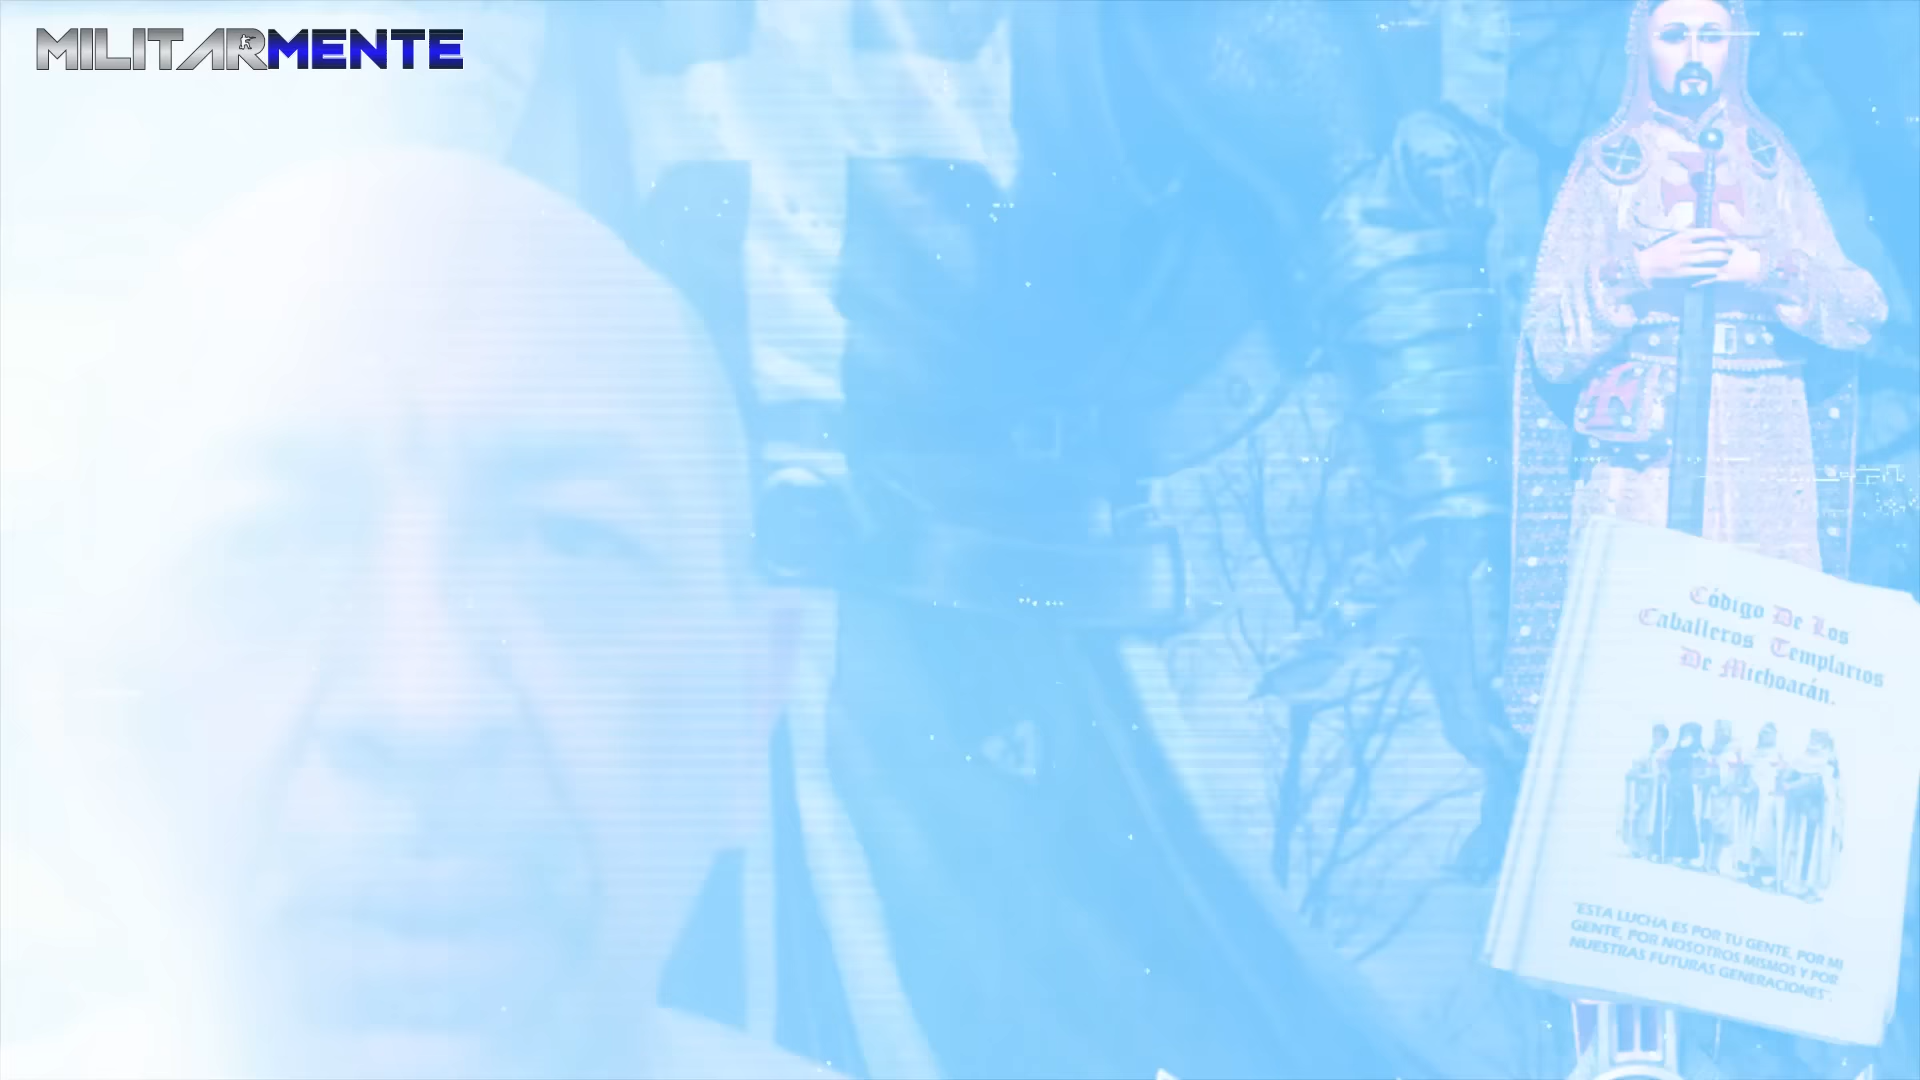 MILITARMENTE
Código De Los
Caballeros Templarios
De Michoacán.
"ESTA LUCHA ES POR TU GENTE, POR MI
GENTE, POR NOSOTROS MISMOS Y POR
NUESTRAS FUTURAS GENERACIONES".